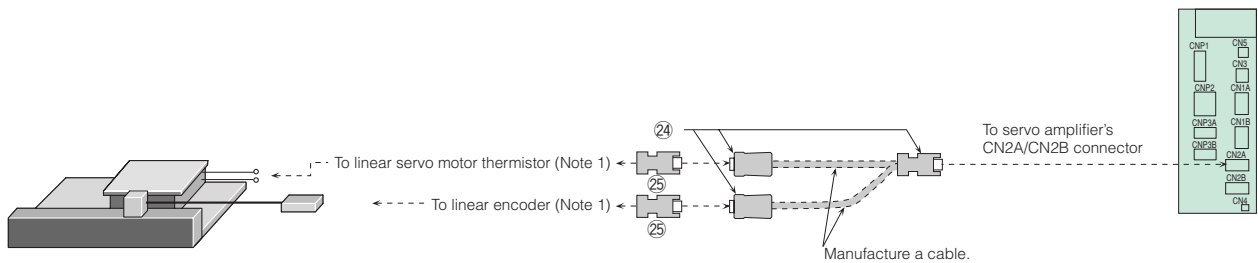 CN5
CNP1
CN3
CNP2
CN1A
CNP3A
CN1B
CNP3B
CN2A
CN2B
CN4
㉔
To servo amplifier's
CN2A/CN2B connector
To linear servo motor thermistor (Note 1)
㉕
To linear encoder (Note 1)
㉕
Manufacture a cable.